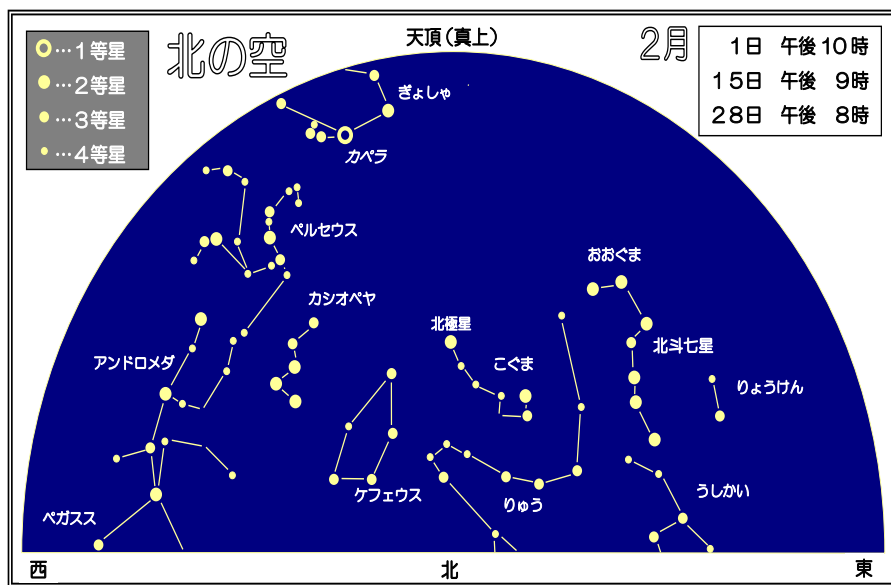 北の空
天頂(真上)
2月
…1等星
…2等星
…3等星
…4等星
1日 午後10時
15日 午後 9時
28日 午後 8時
ぎょしゃ
カペラ
ペルセウス
おおぐま
カシオペヤ
北極星
北斗七星
アンドロメダ
こぐま
りょうけん
ケフェウス
りゅう
うしかい
ペガスス
西
北
東